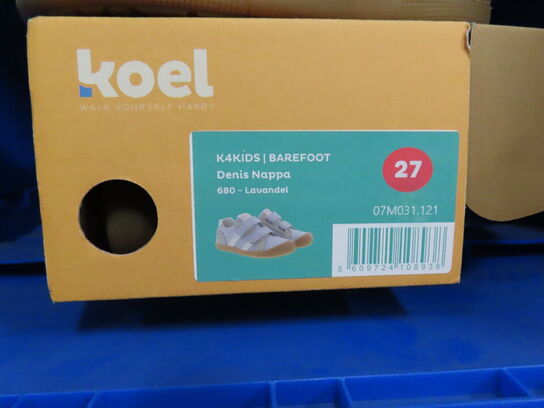 koel
WALK YOURSELF HAPPY
K4KIDS | BAREFOOT
Denis Nappa
680 - Lavandel
27
07M031.121
5 609724 108938